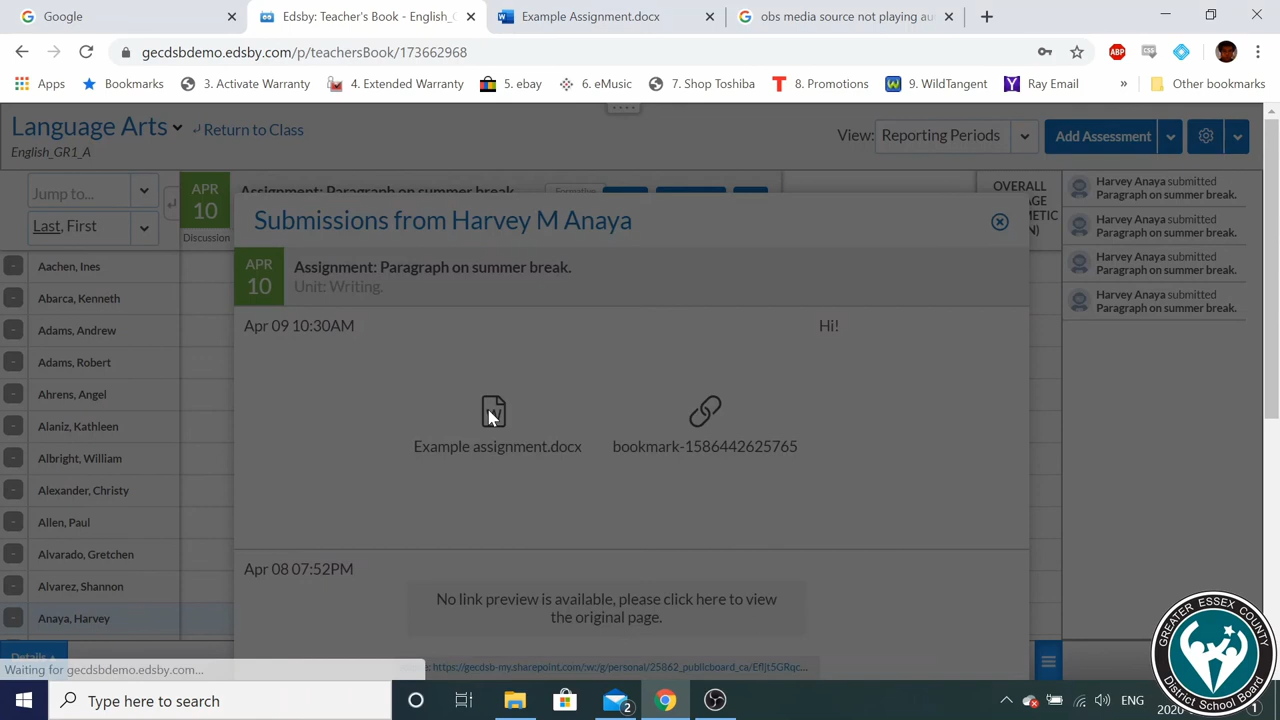 Google
Edsby: Teacher's Book - English_G
Example Assignment.docx
obs media source not playing au
gecdsbdemo.edsby.com/p/teachersBook/173662968
Apps
Bookmarks
3. Activate Warranty
4. Extended Warranty
5. ebay
6. eMusic
7. Shop Toshiba
8. Promotions
9. WildTangent
Ray Email
Other bookmarks
Language Arts
Return to Class
English_GR1_A
View:
Reporting Periods
Add Assessment
Jump to...
Last, First
APR
10
Discussion
Assignment: Paragraph on summer break.
Formative
OVERALL
Submissions from Harvey M Anaya
APR
10
Assignment: Paragraph on summer break.
Unit: Writing.
Apr 09 10:30AM
Hi!
Example assignment.docx
bookmark-1586442625765
Apr 08 07:52PM
No link preview is available, please click here to view
the original page.
https://gecdsb-my.sharepoint.com/:w:/g/personal/25862_publicboard_ca/Efljt5GRqc...
Aachen, Ines
Abarca, Kenneth
Adams, Andrew
Adams, Robert
Ahrens, Angel
Alaniz, Kathleen
Albright, William
Alexander, Christy
Allen, Paul
Alvarado, Gretchen
Alvarez, Shannon
Anaya, Harvey
Details
Harvey Anaya submitted
Paragraph on summer break.
Harvey Anaya submitted
Paragraph on summer break.
Harvey Anaya submitted
Paragraph on summer break.
Harvey Anaya submitted
Paragraph on summer break.
Waiting for gecdsbdemo.edsby.com...
Type here to search
2
ENG
GREATER ESSEX COUNTY
District School Board